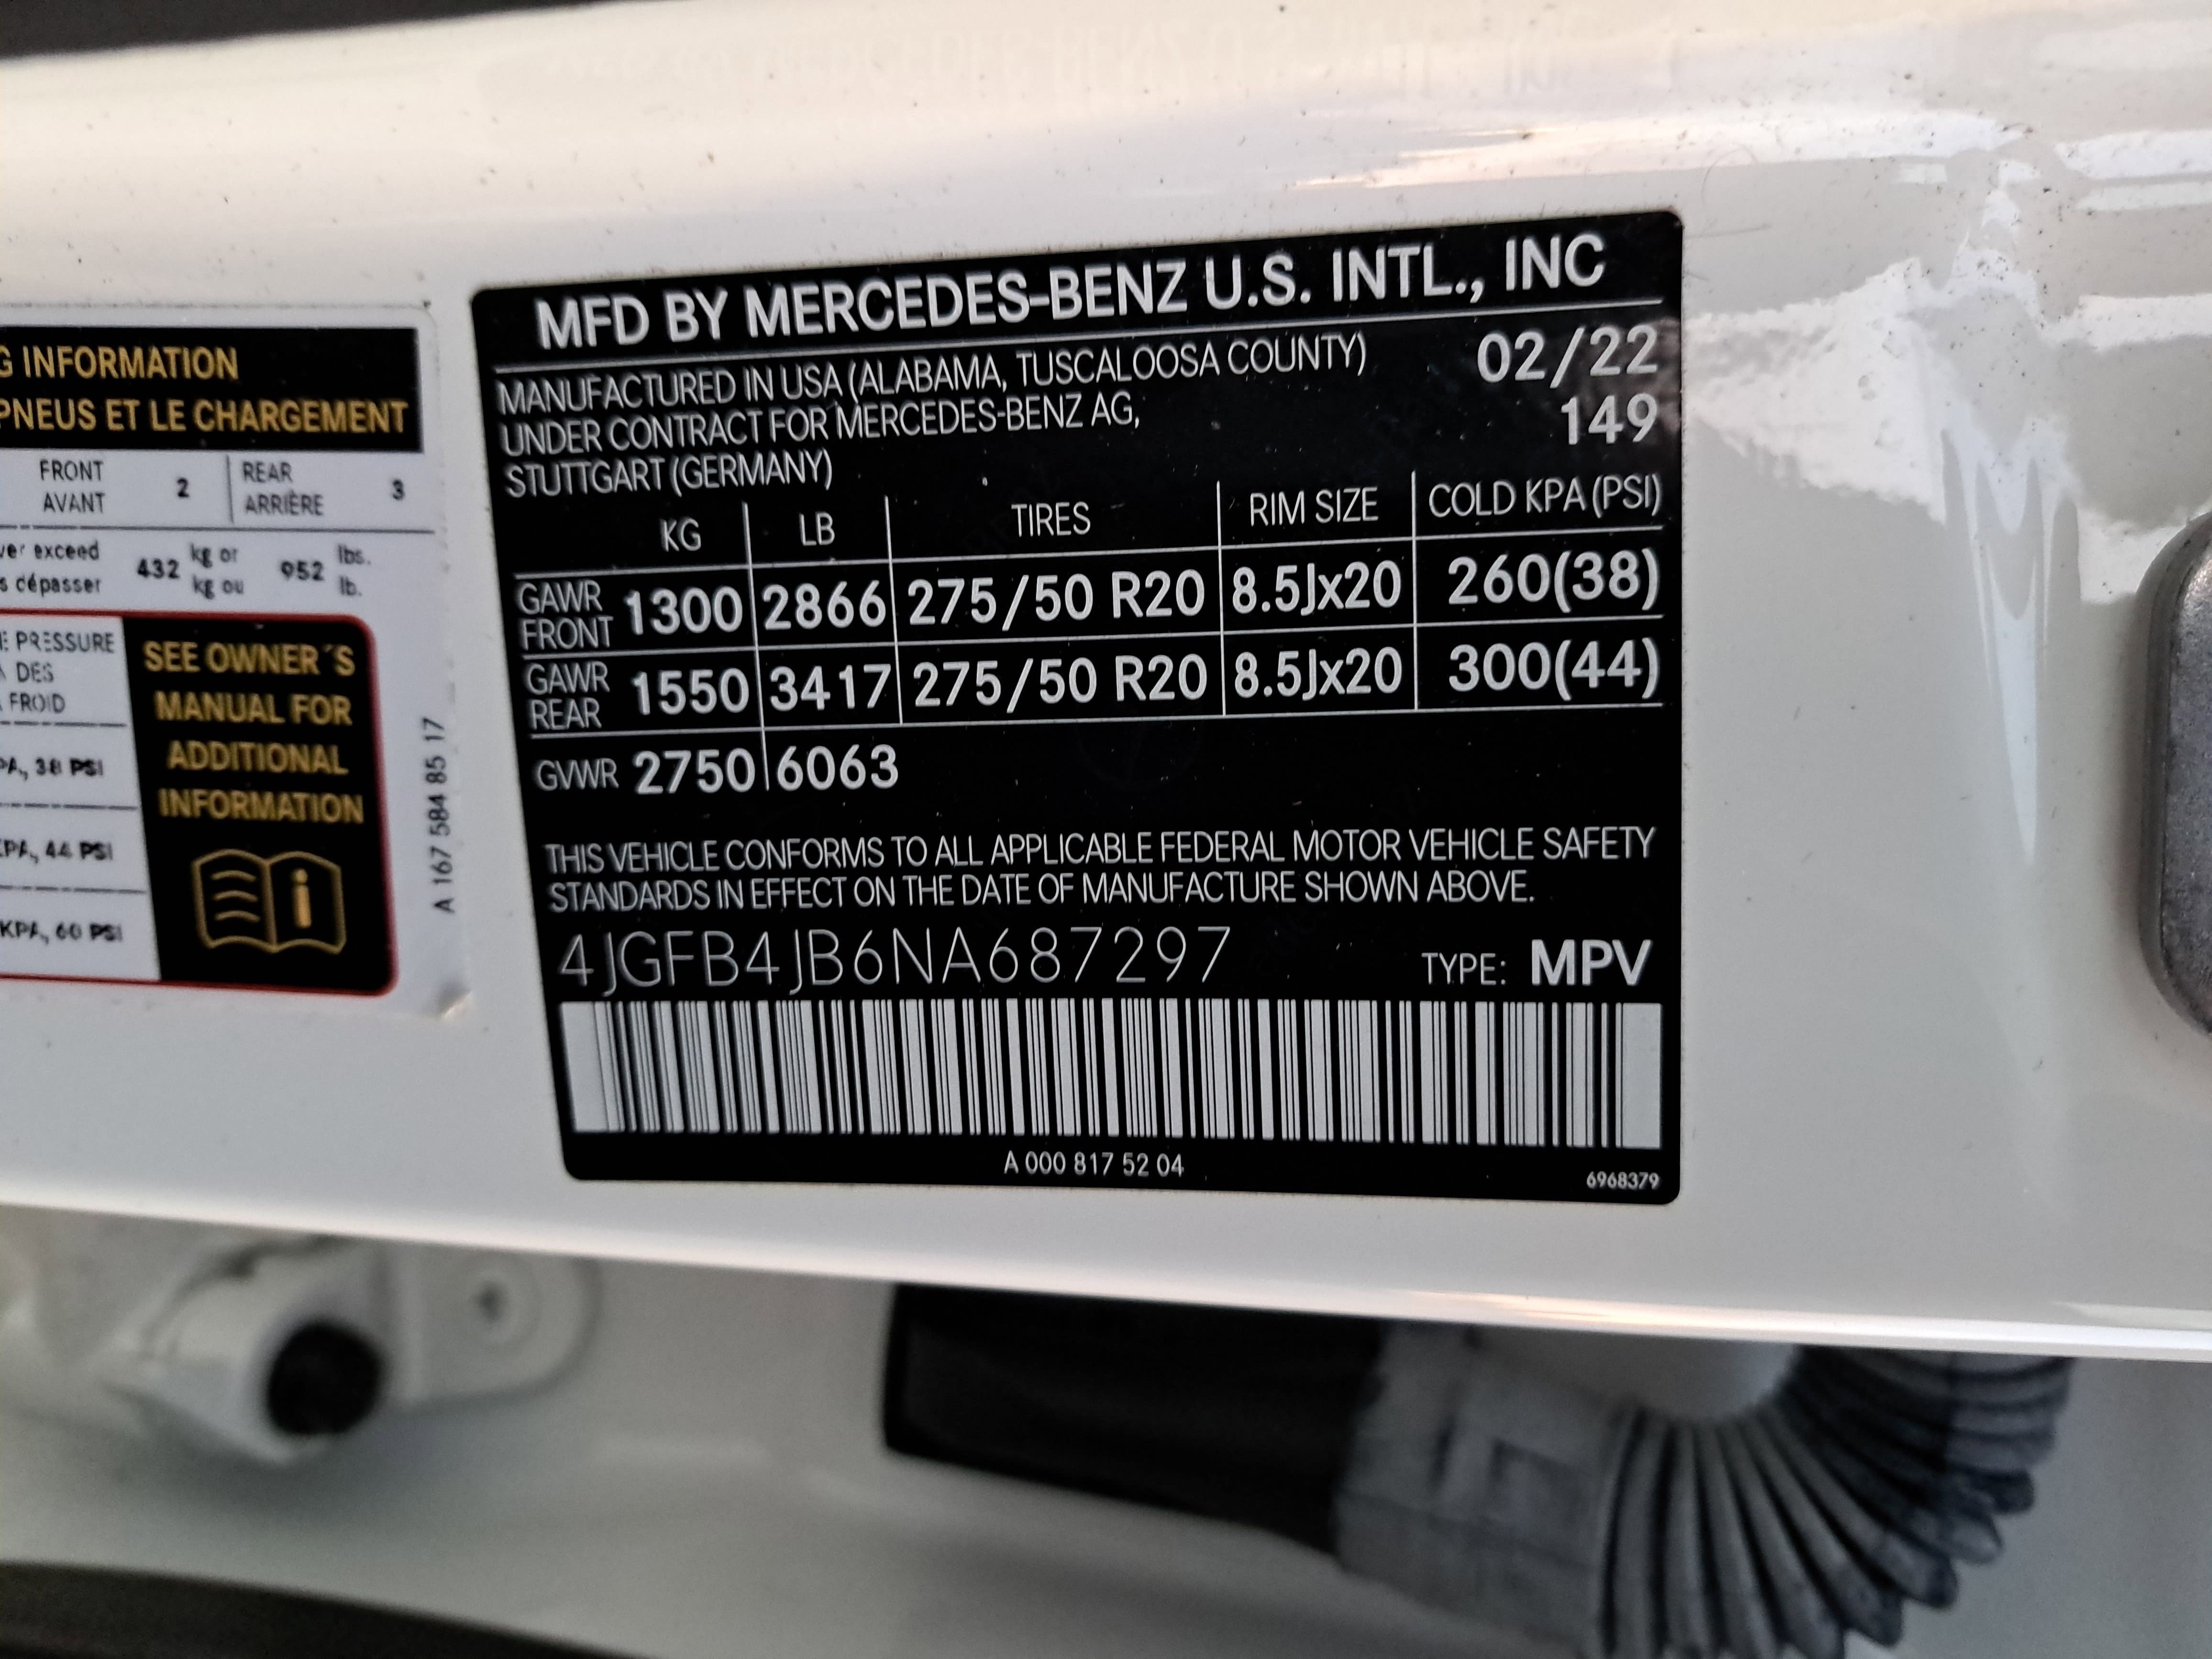 G INFORMATION
PNEUS ET LE CHARGEMENT
FRONT 2 REAR 3
AVANT ARRIÈRE
exceed 432 kg or 952 lbs.
dépasser kg ou lb.
PRESSURE
DES
FROID
38 PSI
KPA, 44 PSI
KPA, 60 PSI
SEE OWNER´S
MANUAL FOR
ADDITIONAL
INFORMATION
A 167 584 85 17
MFD BY MERCEDES-BENZ U.S. INTL., INC
MANUFACTURED IN USA (ALABAMA, TUSCALOOSA COUNTY) 02/22
UNDER CONTRACT FOR MERCEDES-BENZ AG, 149
STUTTGART (GERMANY)
KG LB TIRES RIM SIZE COLD KPA (PSI)
GAWR FRONT 1300 2866 275/50 R20 8.5Jx20 260(38)
GAWR REAR 1550 3417 275/50 R20 8.5Jx20 300(44)
GVWR 2750 6063
THIS VEHICLE CONFORMS TO ALL APPLICABLE FEDERAL MOTOR VEHICLE SAFETY
STANDARDS IN EFFECT ON THE DATE OF MANUFACTURE SHOWN ABOVE.
4JGFB4JB6NA687297 TYPE: MPV
A 000 817 52 04
6968379